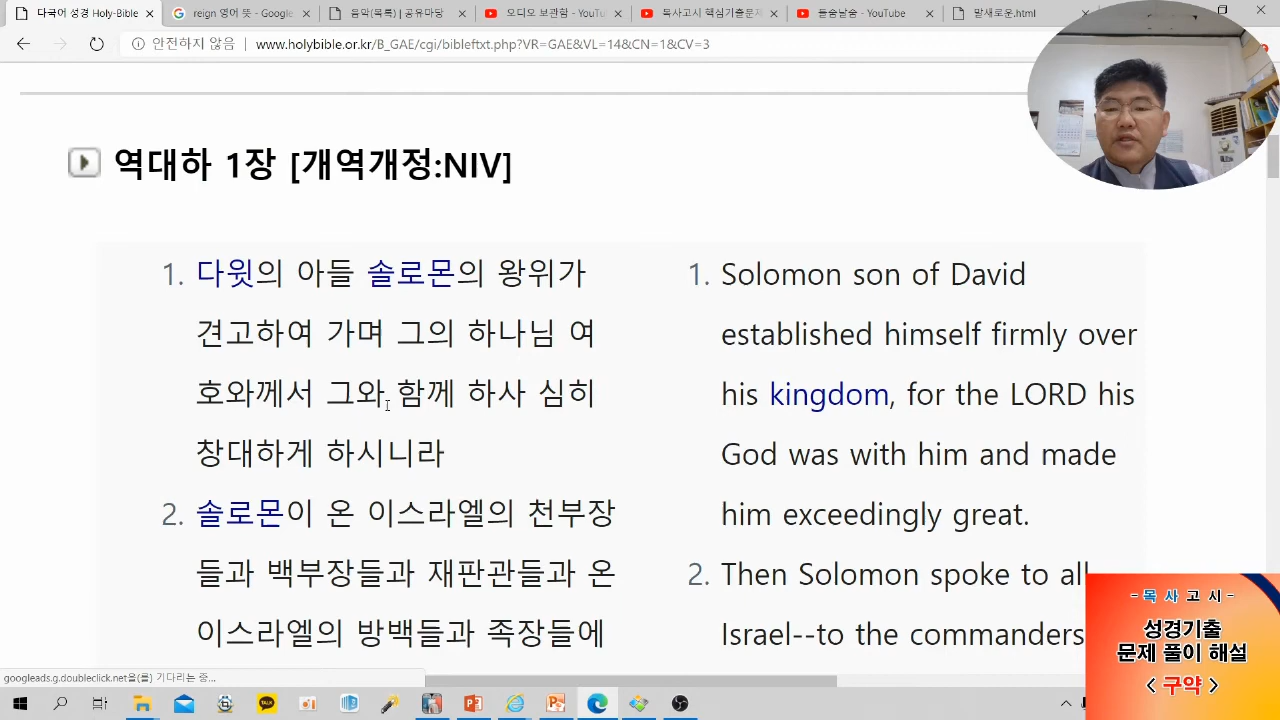 다국어 성경 Holy-Bible
reign 영어 뜻 - Google
음악(목록) | 공유마당
오디오 보관함 - YouTu
목사고시 핵심기출문제
들숨날숨 - YouTube
말새로운.html
안전하지 않음
www.holybible.or.kr/B_GAE/cgi/bibleftxt.php?VR=GAE&VL=14&CN=1&CV=3
역대하 1장 [개역개정:NIV]
1. 다윗의 아들 솔로몬의 왕위가
견고하여 가며 그의 하나님 여
호와께서 그와 함께 하사 심히
창대하게 하시니라
2. 솔로몬이 온 이스라엘의 천부장
들과 백부장들과 재판관들과 온
이스라엘의 방백들과 족장들에
1. Solomon son of David
established himself firmly over
his kingdom, for the LORD his
God was with him and made
him exceedingly great.
2. Then Solomon spoke to all
Israel--to the commanders
- 목 사 고 시 -
성경기출
문제 풀이 해설
< 구약 >
googleads.g.doubleclick.net을(를) 기다리는 중...
TALK